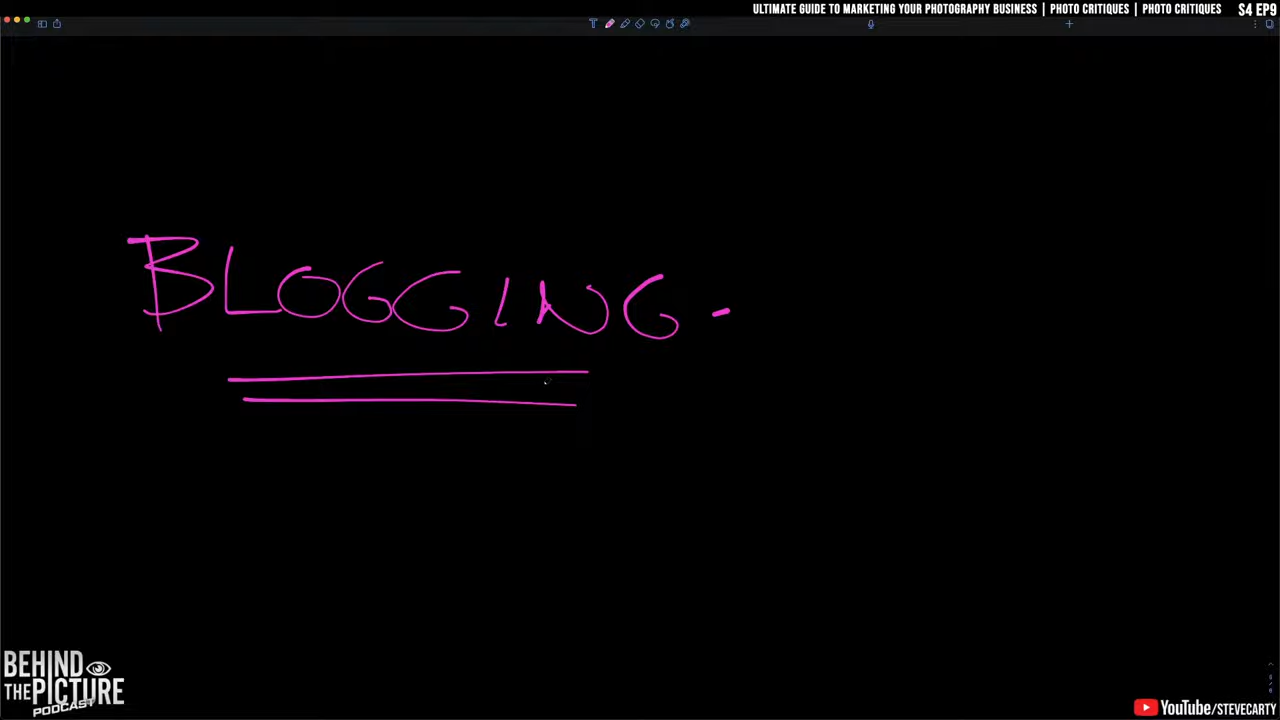 ULTIMATE GUIDE TO MARKETING YOUR PHOTOGRAPHY BUSINESS | PHOTO CRITIQUES | PHOTO CRITIQUES S4 EP9
BLOGGING -
BEHIND
THE PICTURE
PODCAST
YouTube/STEVECARTY